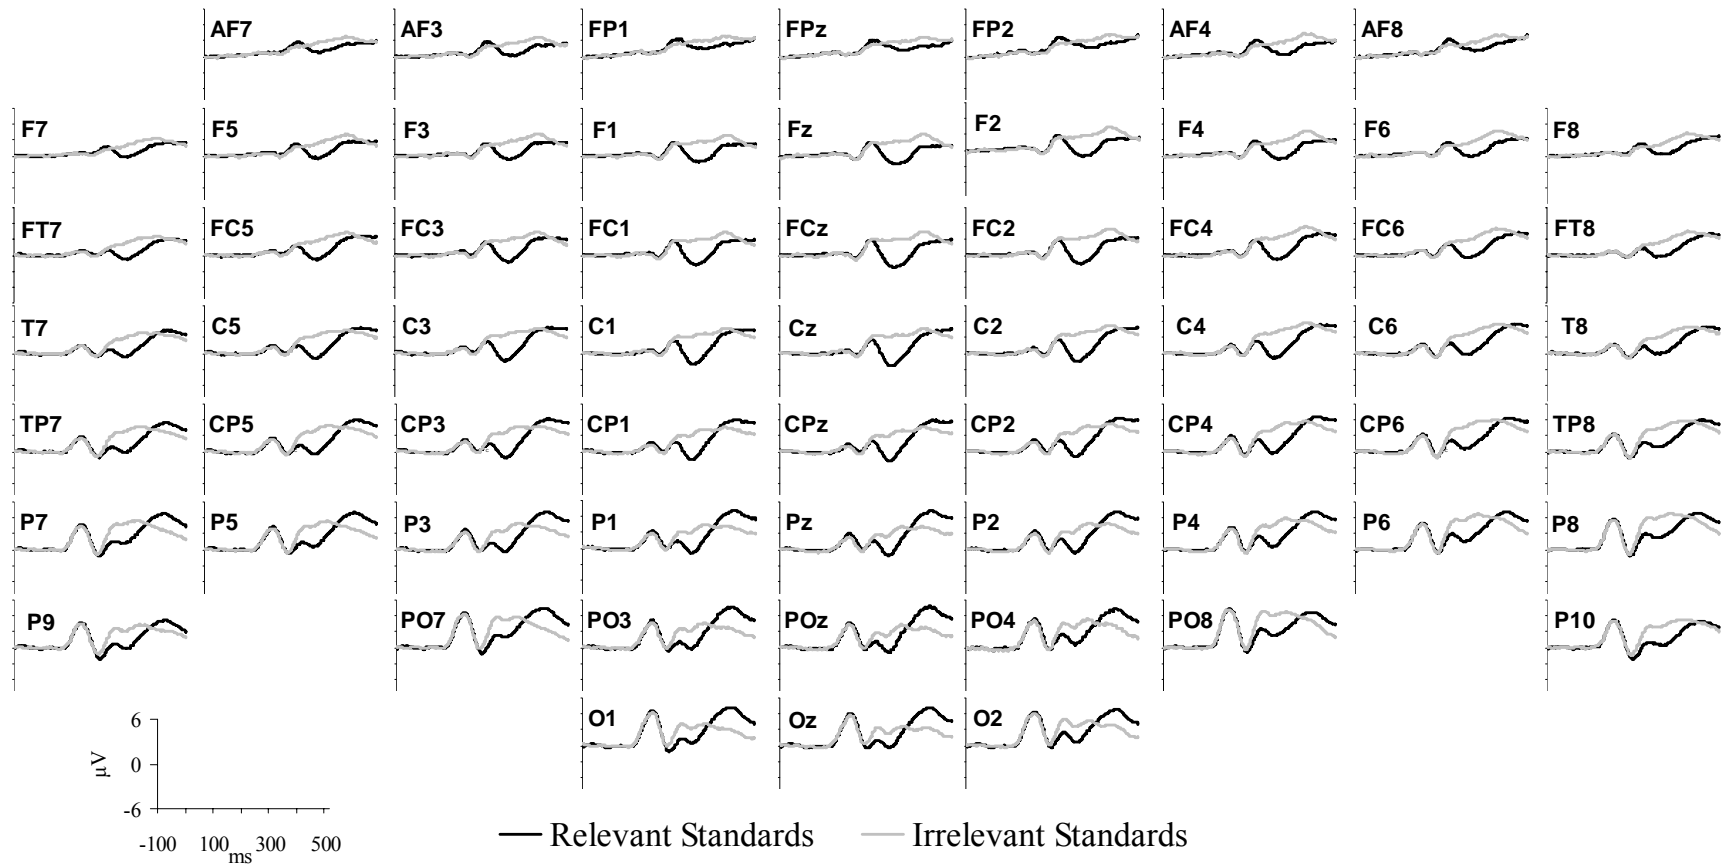 AF7 AF3 FP1 FPz FP2 AF4 AF8
F7 F5 F3 F1 Fz F2 F4 F6 F8
FT7 FC5 FC3 FC1 FCz FC2 FC4 FC6 FT8
T7 C5 C3 C1 Cz C2 C4 C6 T8
TP7 CP5 CP3 CP1 CPz CP2 CP4 CP6 TP8
P7 P5 P3 P1 Pz P2 P4 P6 P8
P9 PO7 PO3 POz PO4 PO8 P10
O1 Oz O2
6
μV 0
-6
-100 100 300 500
ms
Relevant Standards Irrelevant Standards